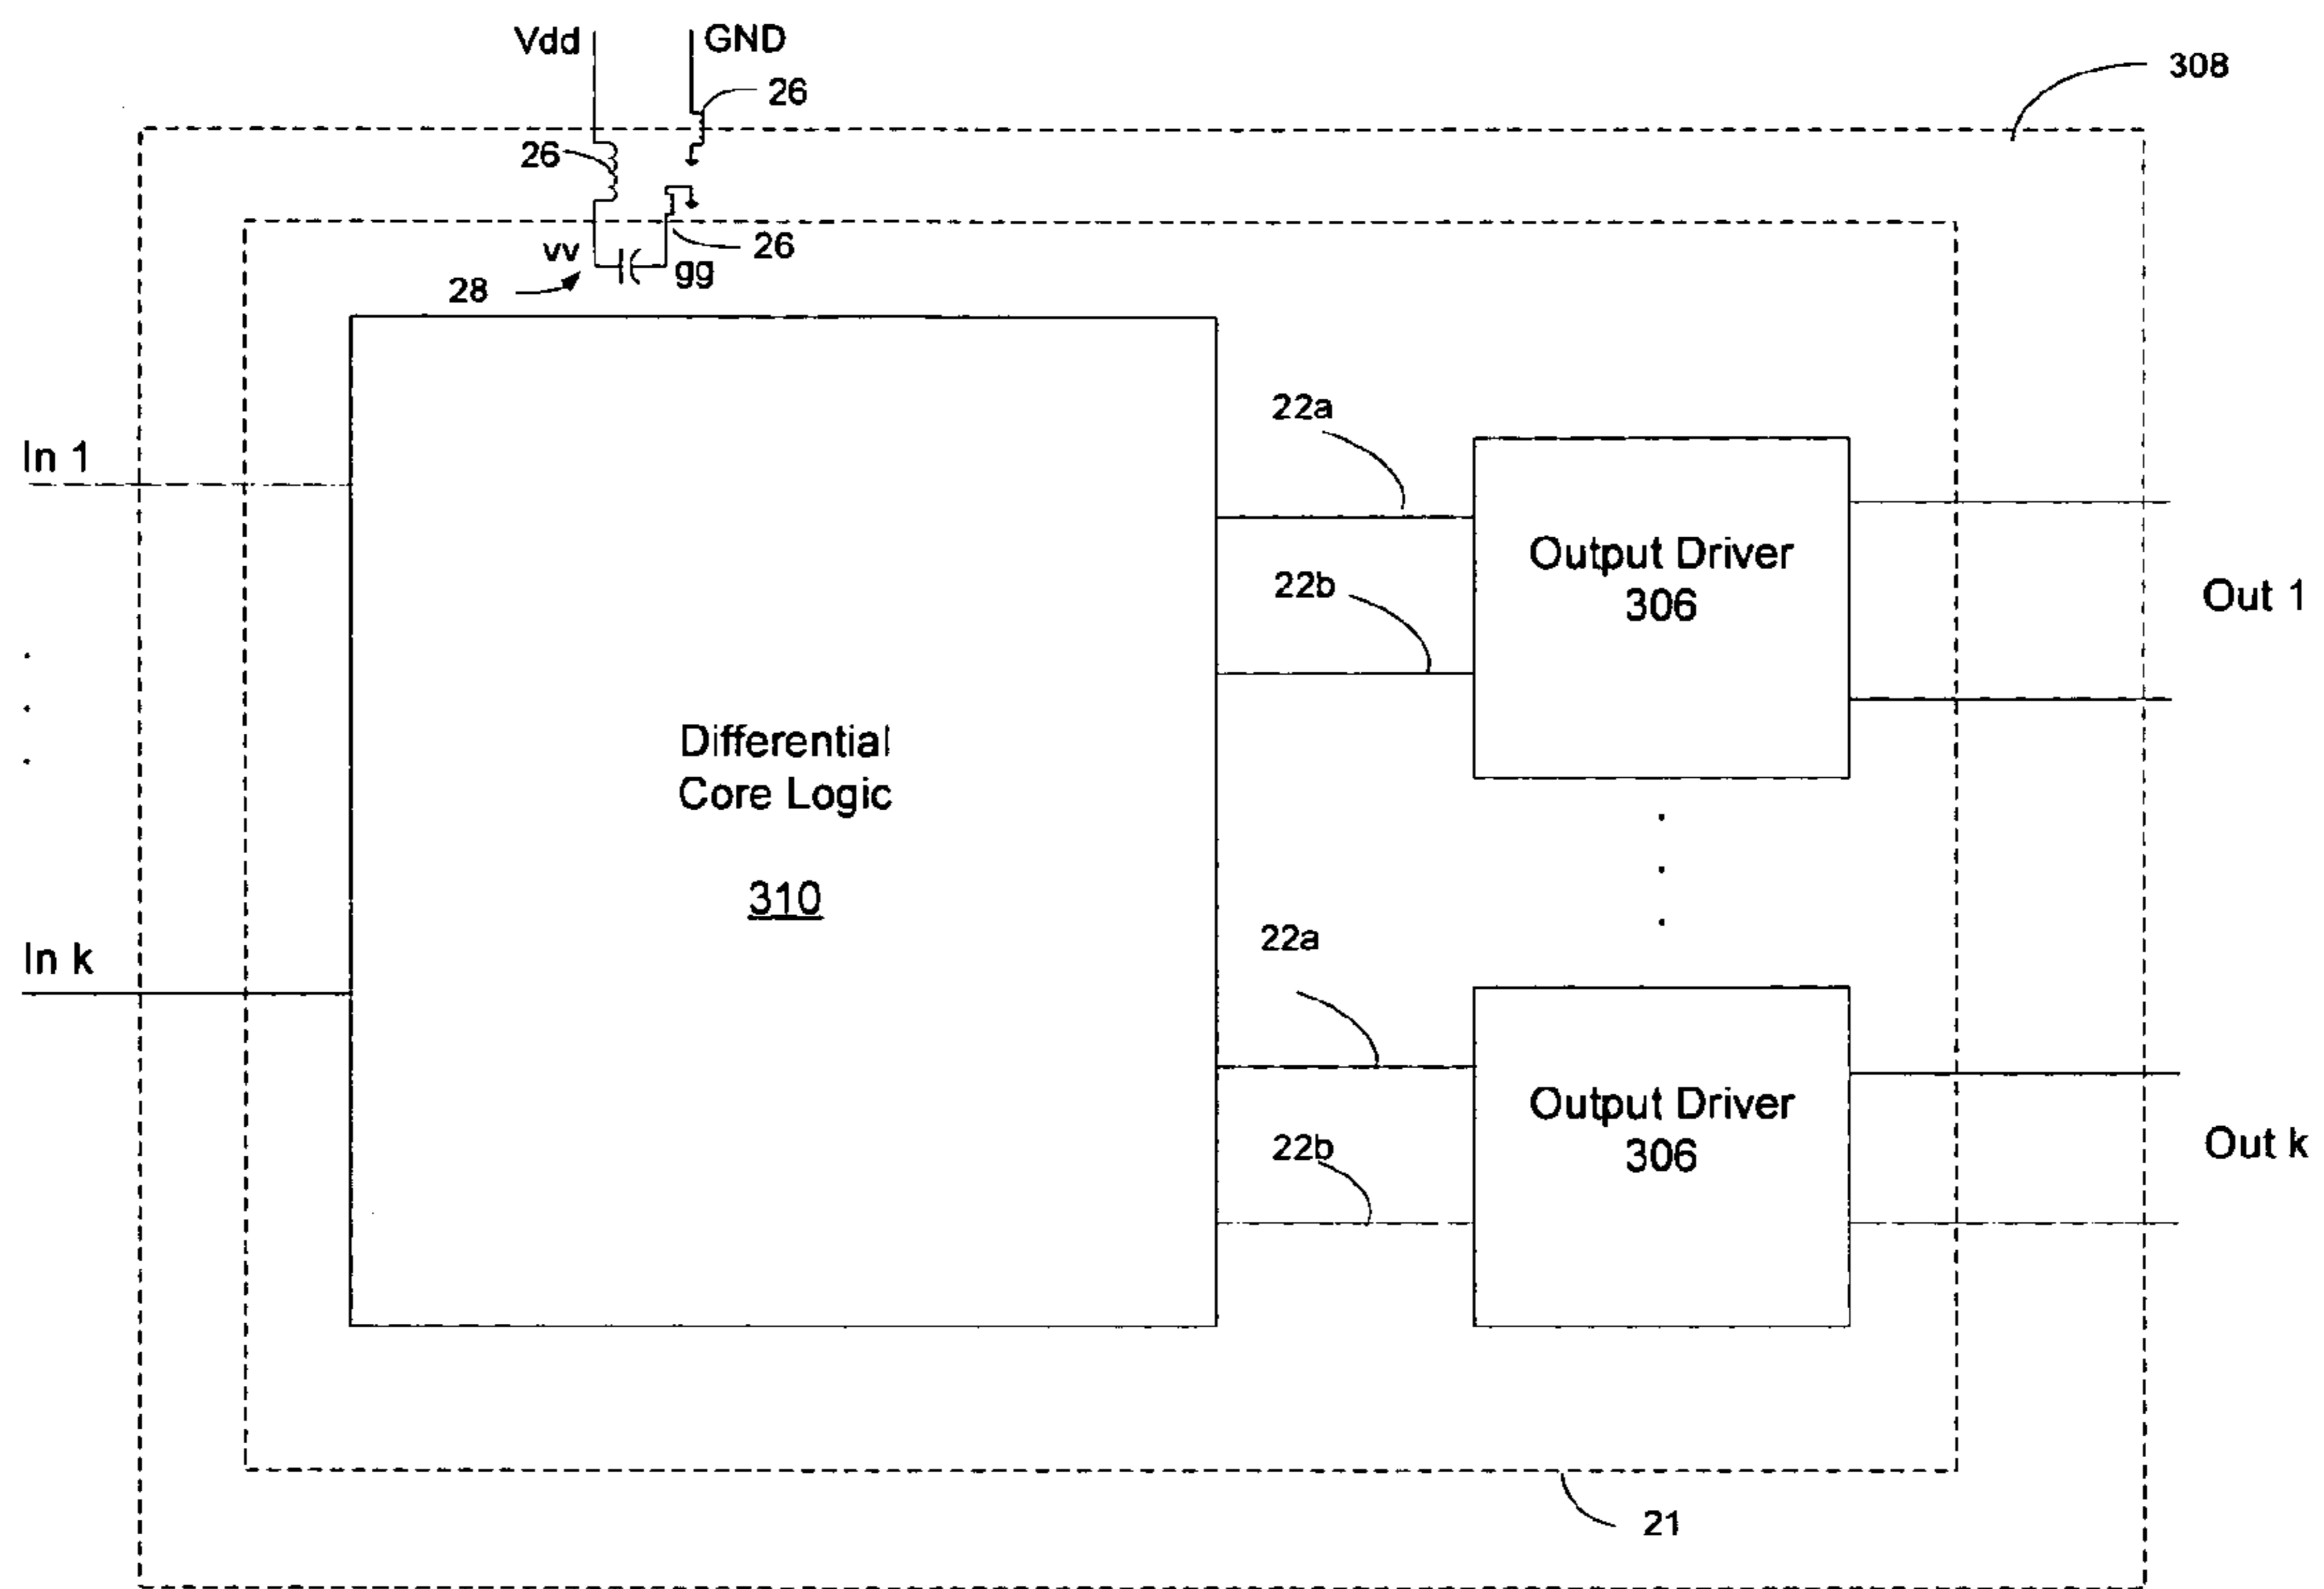 Vdd
GND
26
308
26
vv
26
28
gg
22a
In 1
Output Driver
306
22b
Out 1
Differential
Core Logic
310
22a
In k
Output Driver
306
22b
Out k
21